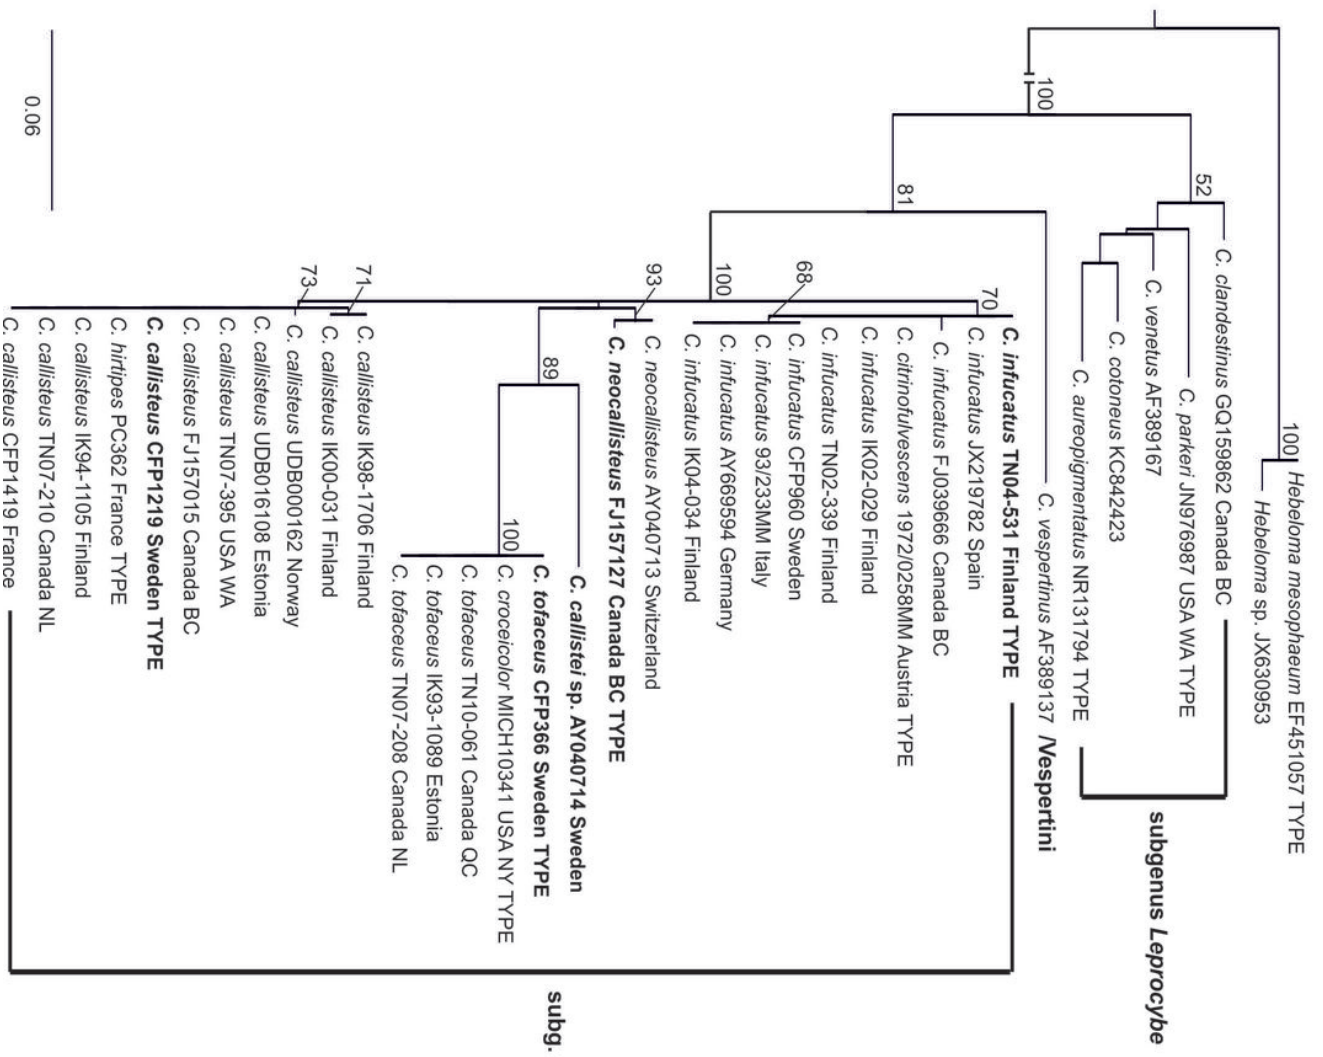 100
Hebeloma mesophaeum EF451057 TYPE
Hebeloma sp. JX630953
100
52
C. clandestinus GQ159862 Canada BC
C. parkeri JN976987 USA WA TYPE
C. venetus AF389167
C. cotoneus KC842423
C. aureopigmentatus NR131794 TYPE
subgenus Leprocybe
81
C. vespertinus AF389137 /Vespertini
100
70
C. infucatus TN04-531 Finland TYPE
C. infucatus JX219782 Spain
C. infucatus FJ039666 Canada BC
C. citrinofulvescens 1972/0258MM Austria TYPE
C. infucatus IK02-029 Finland
C. infucatus TN02-339 Finland
68
C. infucatus CFP960 Sweden
C. infucatus 93/233MM Italy
C. infucatus AY669594 Germany
C. infucatus IK04-034 Finland
93
C. neocallisteus AY040713 Switzerland
C. neocallisteus FJ157127 Canada BC TYPE
89
C. callistei sp. AY040714 Sweden
100
C. tofaceus CFP366 Sweden TYPE
C. croceicolor MICH10341 USA NY TYPE
C. tofaceus TN10-061 Canada QC
C. tofaceus IK93-1089 Estonia
C. tofaceus TN07-208 Canada NL
71
C. callisteus IK98-1706 Finland
C. callisteus IK00-031 Finland
73
C. callisteus UDB000162 Norway
C. callisteus UDB016108 Estonia
C. callisteus TN07-395 USA WA
C. callisteus FJ157015 Canada BC
C. callisteus CFP1219 Sweden TYPE
C. hirtipes PC362 France TYPE
C. callisteus IK94-1105 Finland
C. callisteus TN07-210 Canada NL
C. callisteus CFP1419 France
subg.
0.06